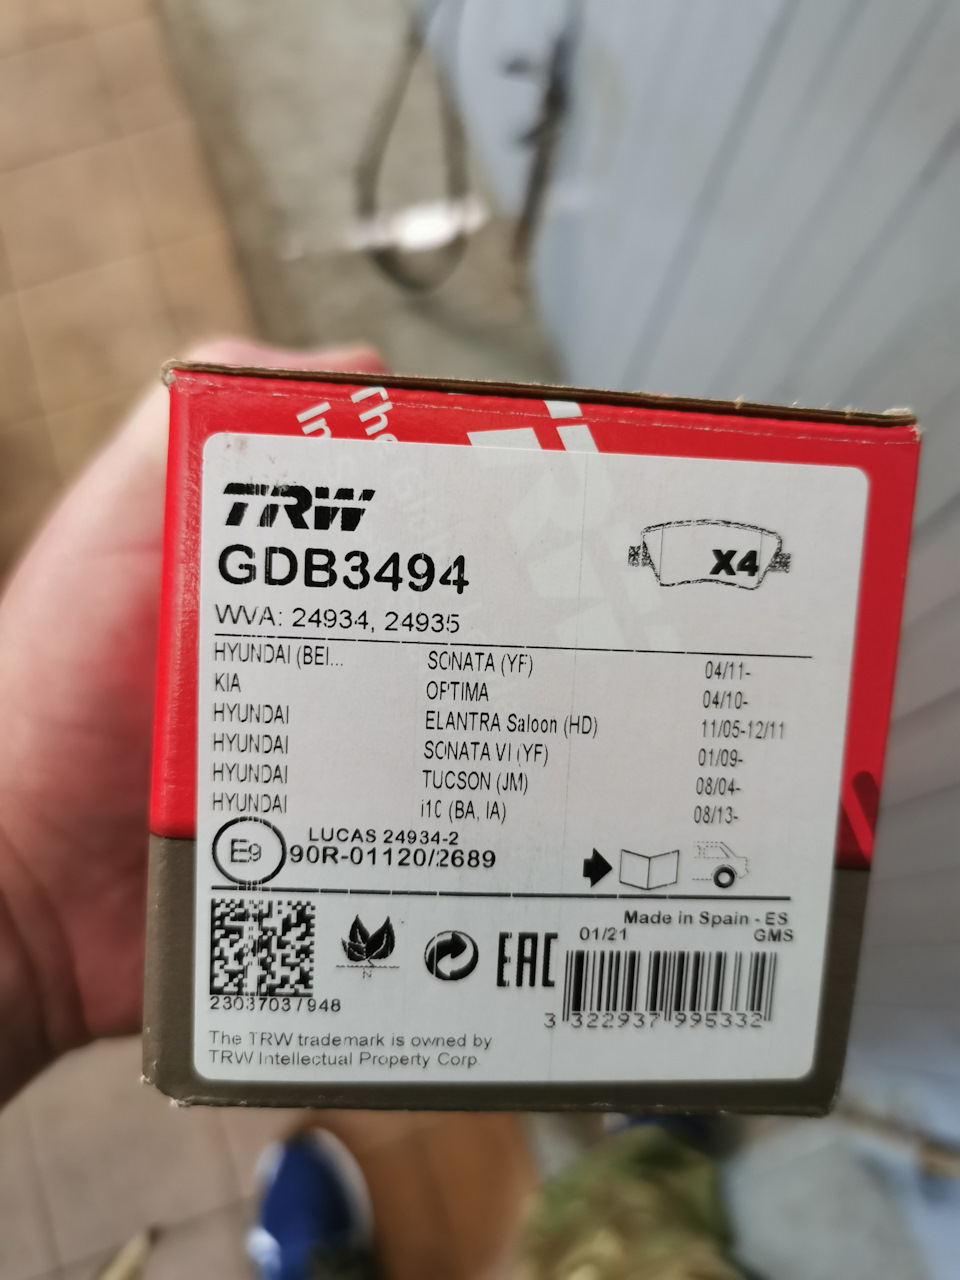 TRW
GDB3494
X4
WVA: 24934, 24935
HYUNDAI (BEI... SONATA (YF) 04/11-
KIA OPTIMA 04/10-
HYUNDAI ELANTRA Saloon (HD) 11/05-12/11
HYUNDAI SONATA VI (YF) 01/09-
HYUNDAI TUCSON (JM) 08/04-
HYUNDAI i10 (BA, IA) 08/13-
LUCAS 24934-2
E9 90R-01120/2689
Made in Spain - ES
01/21 GMS
N
EAC
23037037948
3 322937 995332
The TRW trademark is owned by
TRW Intellectual Property Corp.